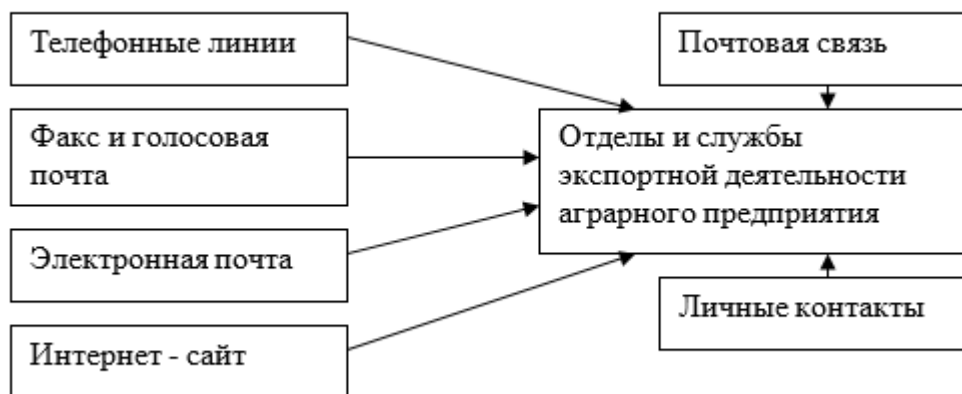 Телефонные линии
Почтовая связь
Факс и голосовая
почта
Отделы и службы
экспортной деятельности
аграрного предприятия
Электронная почта
Личные контакты
Интернет - сайт